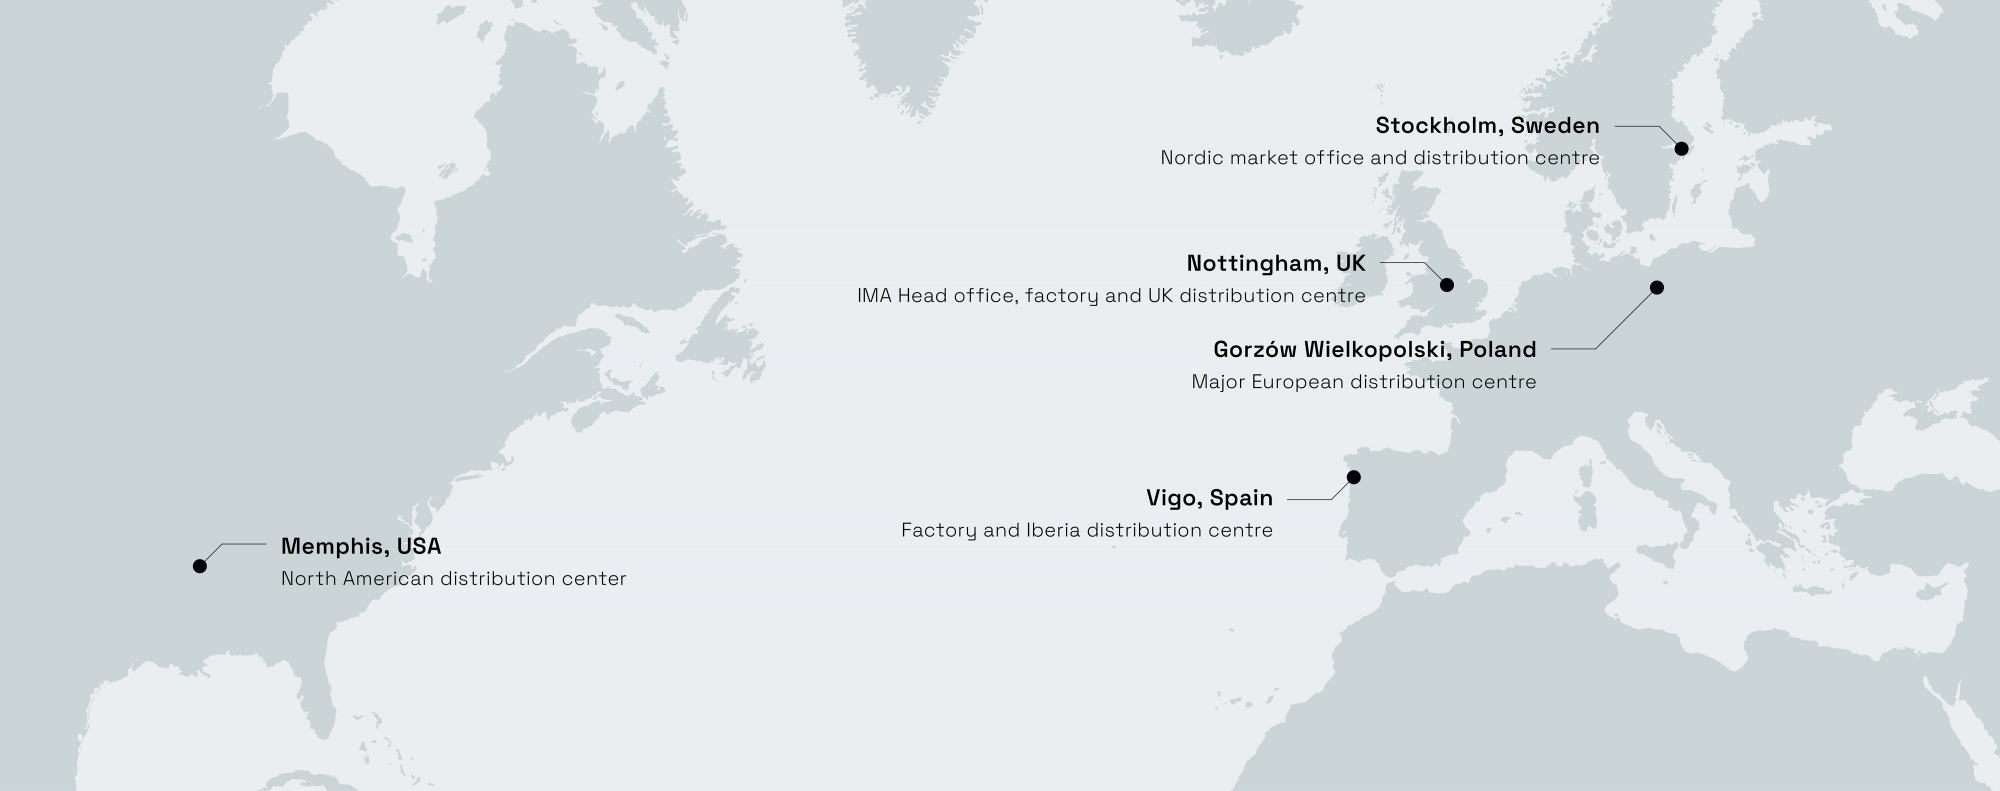 Stockholm, Sweden
Nordic market office and distribution centre
Nottingham, UK
IMA Head office, factory and UK distribution centre
Gorzów Wielkopolski, Poland
Major European distribution centre
Vigo, Spain
Factory and Iberia distribution centre
Memphis, USA
North American distribution center